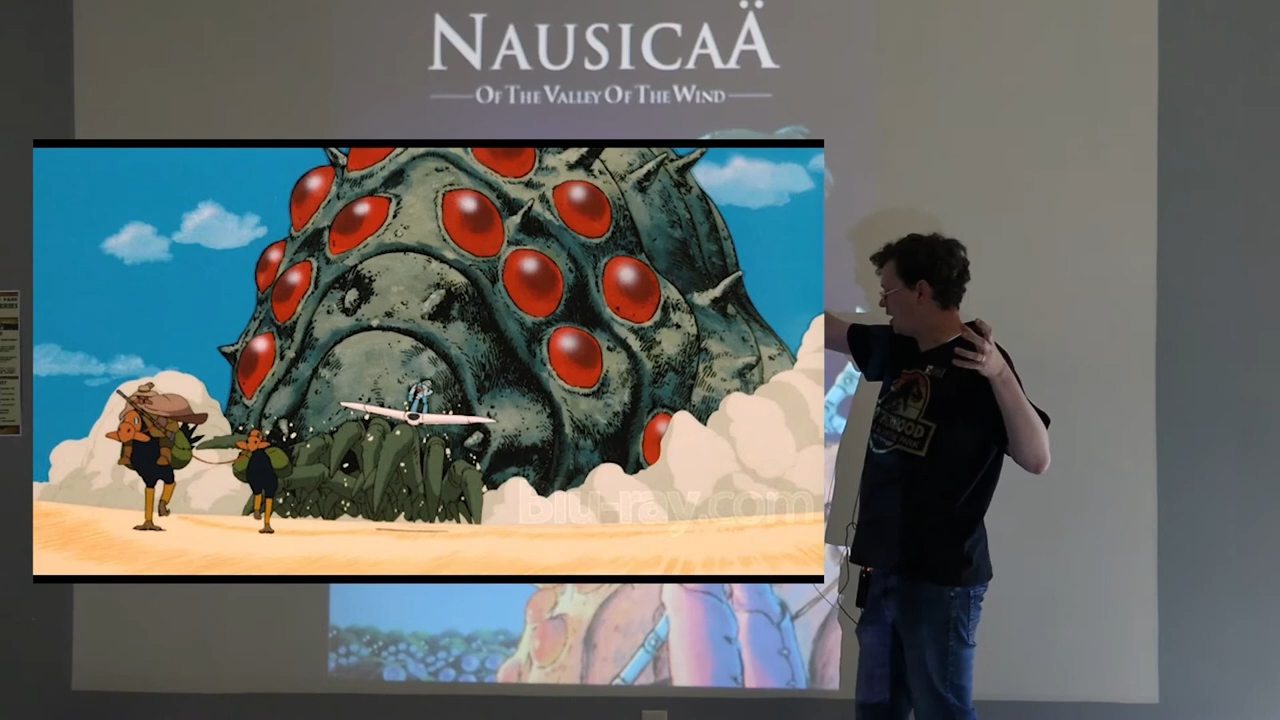 NAUSICAÄ
OF THE VALLEY OF THE WIND
blu-ray.com